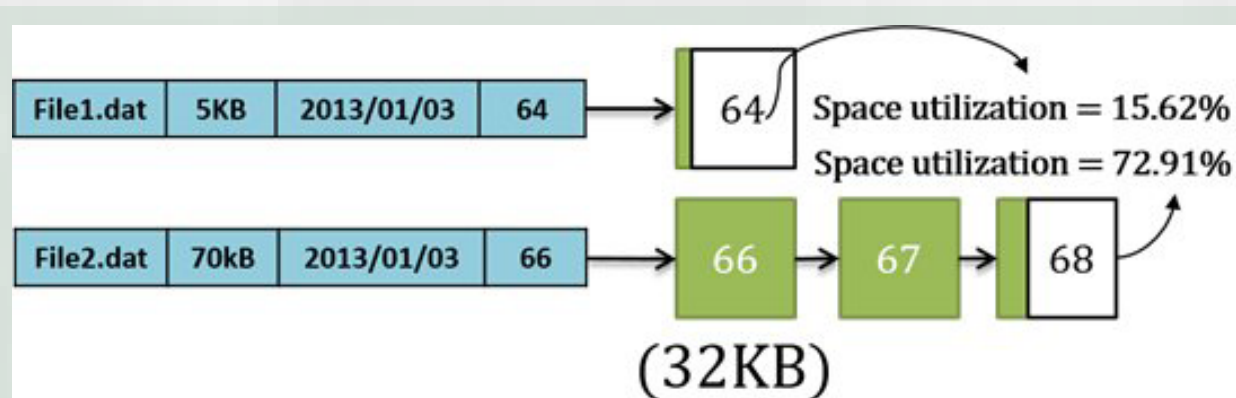 File1.dat 5KB 2013/01/03 64 64 Space utilization = 15.62%
Space utilization = 72.91%
File2.dat 70kB 2013/01/03 66 66 67 68
(32KB)